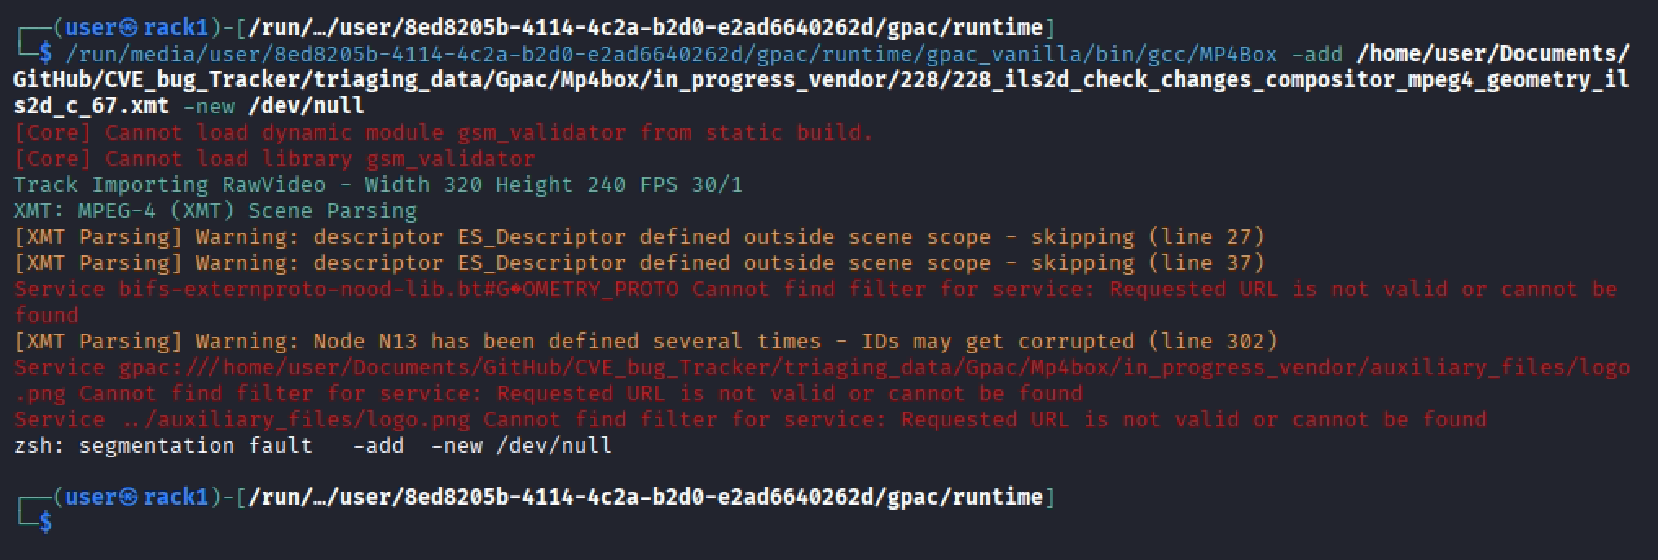 ┌──(user㉿rack1)-[/run/…/user/8ed8205b-4114-4c2a-b2d0-e2ad6640262d/gpac/runtime]
└─$ /run/media/user/8ed8205b-4114-4c2a-b2d0-e2ad6640262d/gpac/runtime/gpac_vanilla/bin/gcc/MP4Box -add /home/user/Documents/
GitHub/CVE_bug_Tracker/triaging_data/Gpac/Mp4box/in_progress_vendor/228/228_ils2d_check_changes_compositor_mpeg4_geometry_il
s2d_c_67.xmt -new /dev/null
[Core] Cannot load dynamic module gsm_validator from static build.
[Core] Cannot load library gsm_validator
Track Importing RawVideo - Width 320 Height 240 FPS 30/1
XMT: MPEG-4 (XMT) Scene Parsing
[XMT Parsing] Warning: descriptor ES_Descriptor defined outside scene scope - skipping (line 27)
[XMT Parsing] Warning: descriptor ES_Descriptor defined outside scene scope - skipping (line 37)
Service bifs-externproto-nood-lib.bt#G�OMETRY_PROTO Cannot find filter for service: Requested URL is not valid or cannot be
found
[XMT Parsing] Warning: Node N13 has been defined several times - IDs may get corrupted (line 302)
Service gpac:///home/user/Documents/GitHub/CVE_bug_Tracker/triaging_data/Gpac/Mp4box/in_progress_vendor/auxiliary_files/logo
.png Cannot find filter for service: Requested URL is not valid or cannot be found
Service ../auxiliary_files/logo.png Cannot find filter for service: Requested URL is not valid or cannot be found
zsh: segmentation fault   -add  -new /dev/null
┌──(user㉿rack1)-[/run/…/user/8ed8205b-4114-4c2a-b2d0-e2ad6640262d/gpac/runtime]
└─$